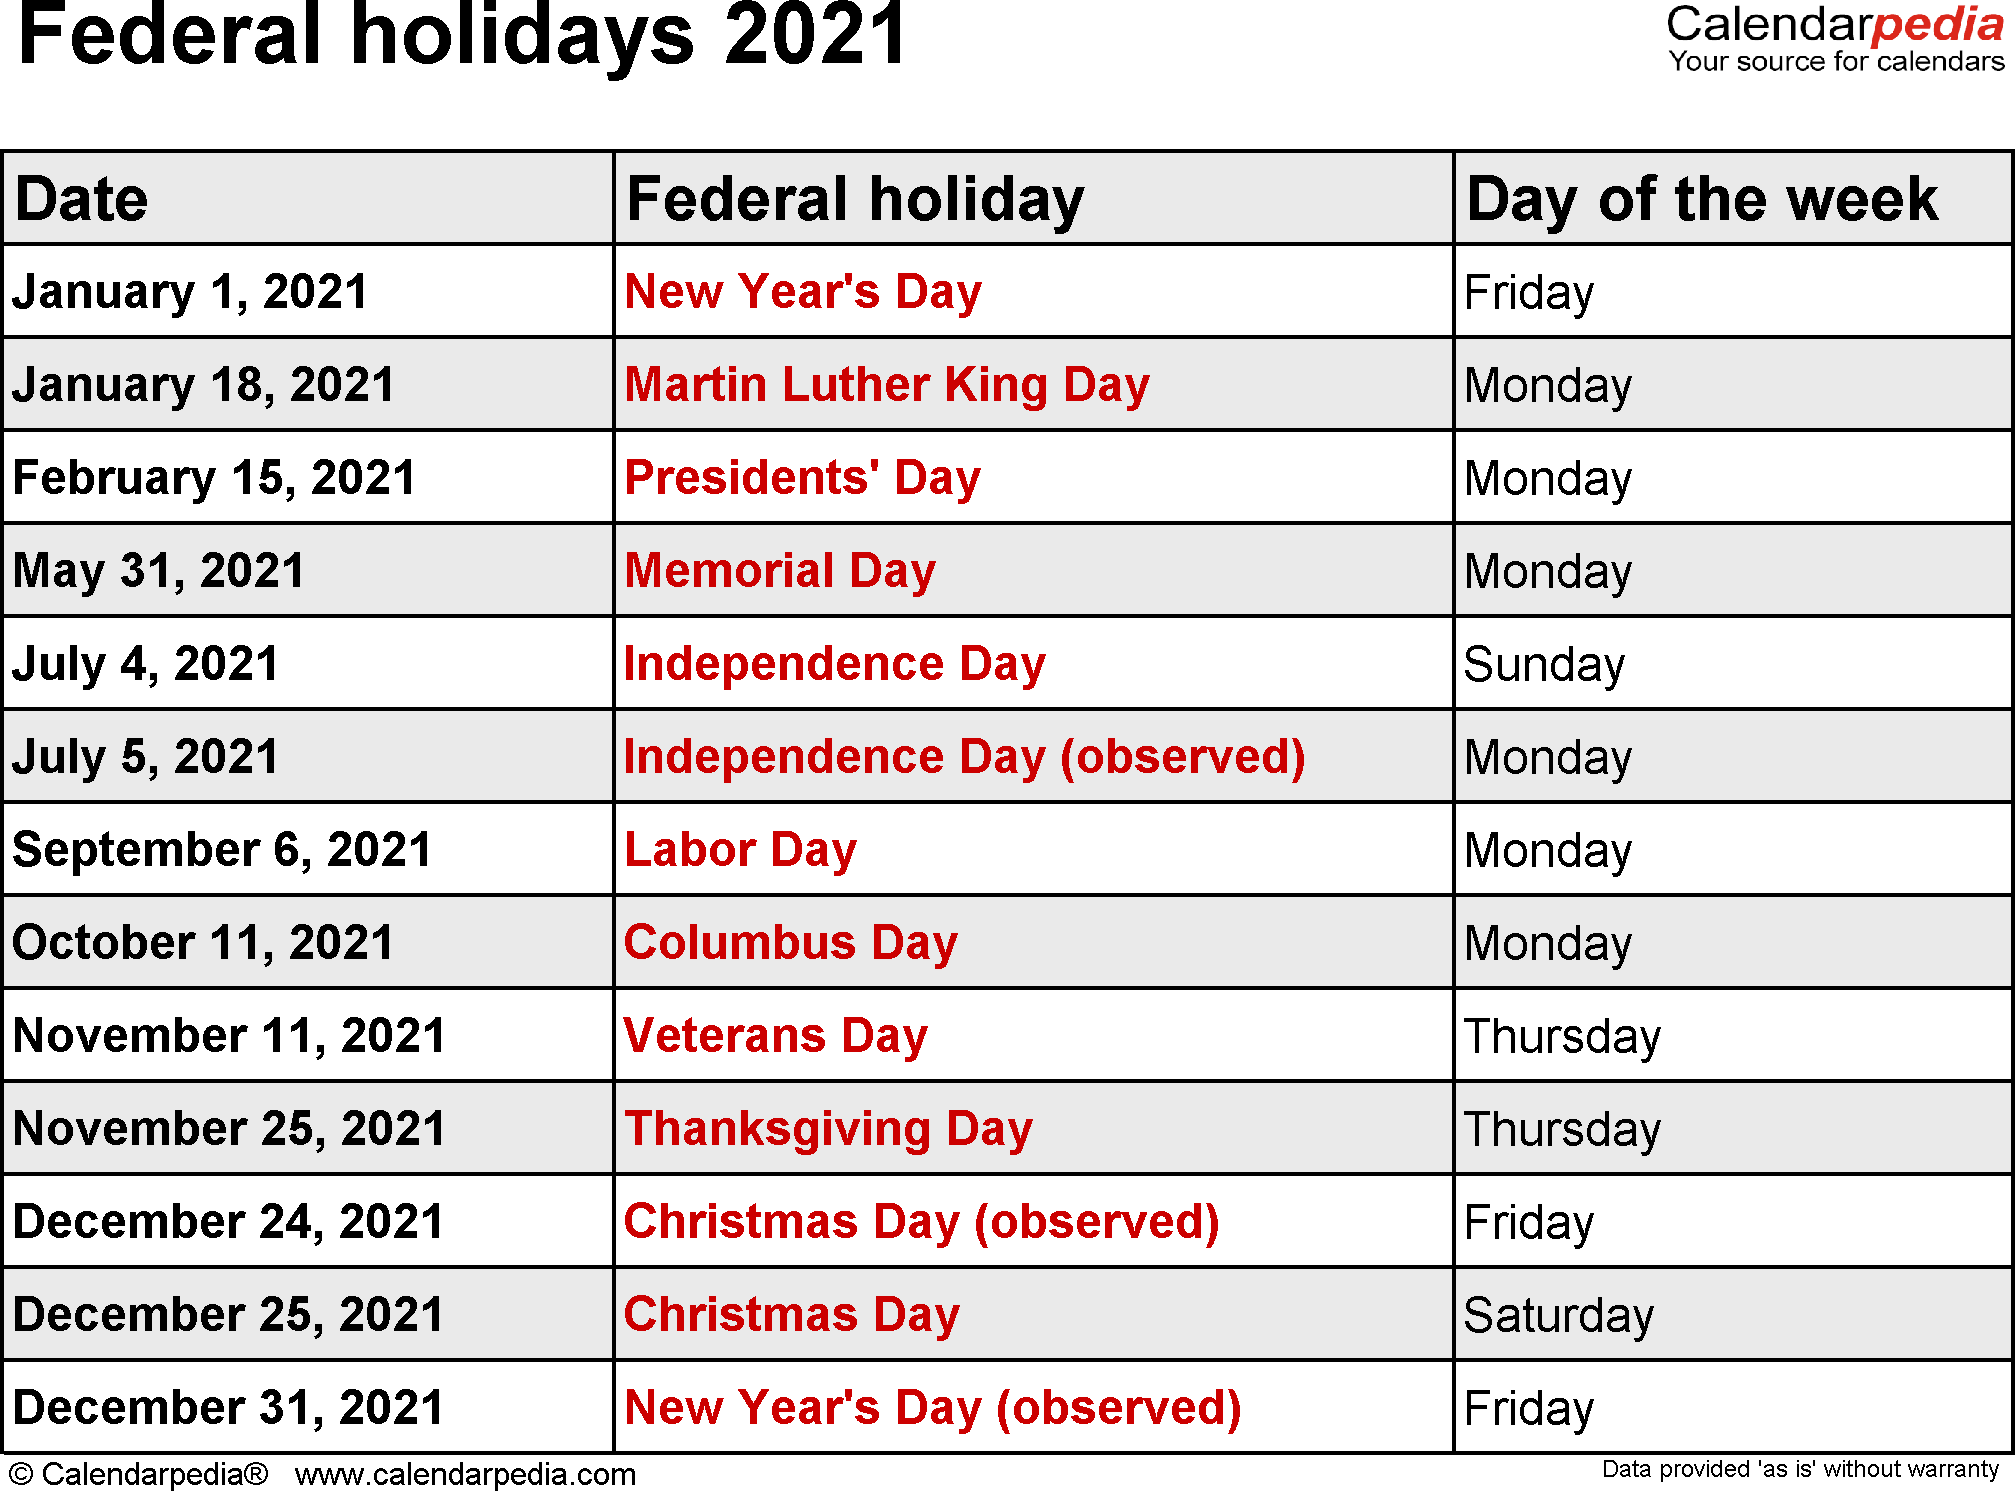 Federal holidays 2021
Calendarpedia
Your source for calendars
Date Federal holiday Day of the week
January 1, 2021 New Year's Day Friday
January 18, 2021 Martin Luther King Day Monday
February 15, 2021 Presidents' Day Monday
May 31, 2021 Memorial Day Monday
July 4, 2021 Independence Day Sunday
July 5, 2021 Independence Day (observed) Monday
September 6, 2021 Labor Day Monday
October 11, 2021 Columbus Day Monday
November 11, 2021 Veterans Day Thursday
November 25, 2021 Thanksgiving Day Thursday
December 24, 2021 Christmas Day (observed) Friday
December 25, 2021 Christmas Day Saturday
December 31, 2021 New Year's Day (observed) Friday
© Calendarpedia® www.calendarpedia.com Data provided 'as is' without warranty